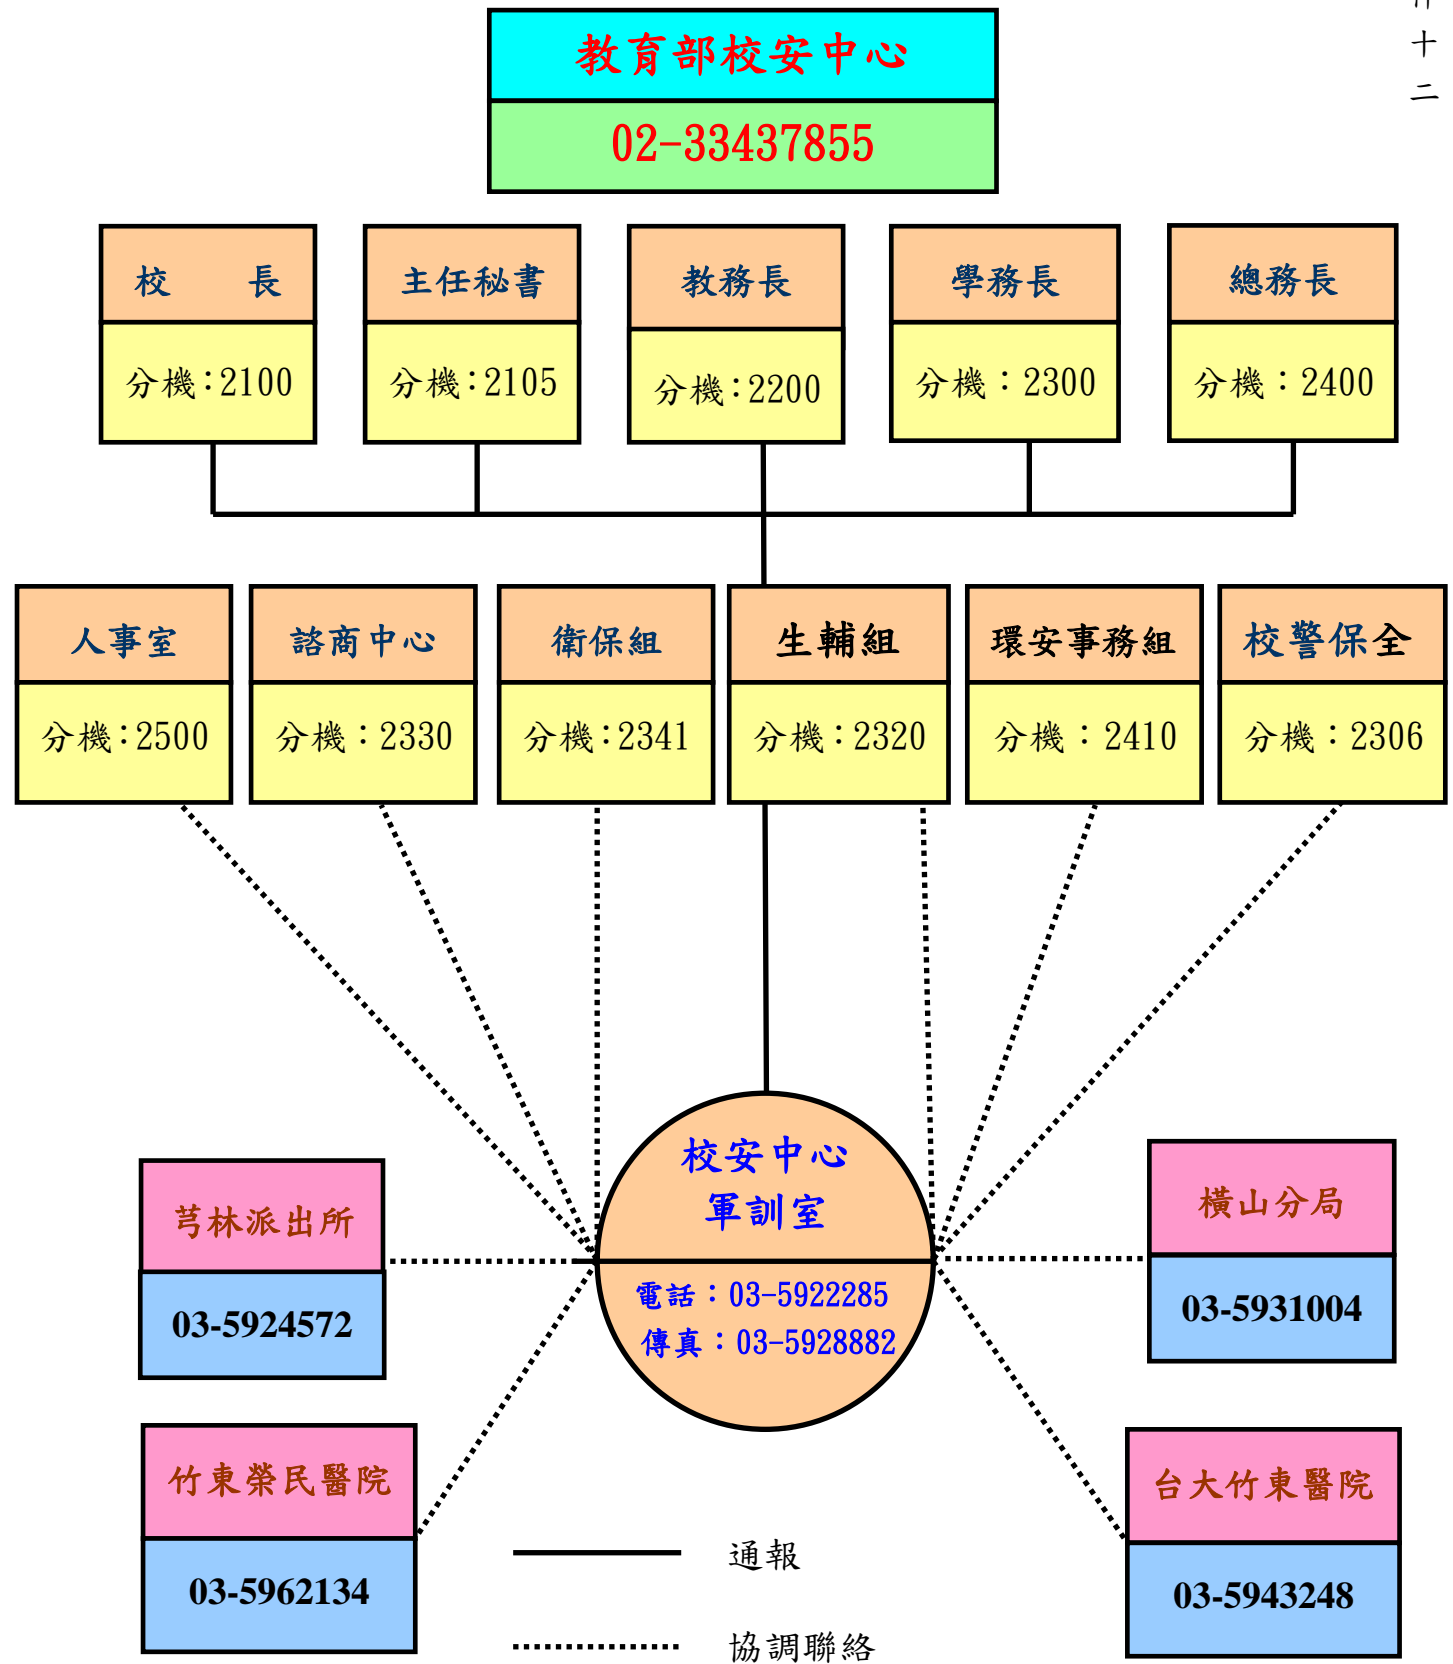 十
二
教育部校安中心
02-33437855
校 長
分機:2100
主任秘書
分機:2105
教務長
分機:2200
學務長
分機：2300
總務長
分機：2400
人事室
分機:2500
諮商中心
分機：2330
衛保組
分機:2341
生輔組
分機：2320
環安事務組
分機：2410
校警保全
分機：2306
校安中心
軍訓室
電話：03-5922285
傳真：03-5928882
芎林派出所
03-5924572
橫山分局
03-5931004
竹東榮民醫院
03-5962134
台大竹東醫院
03-5943248
通報
協調聯絡